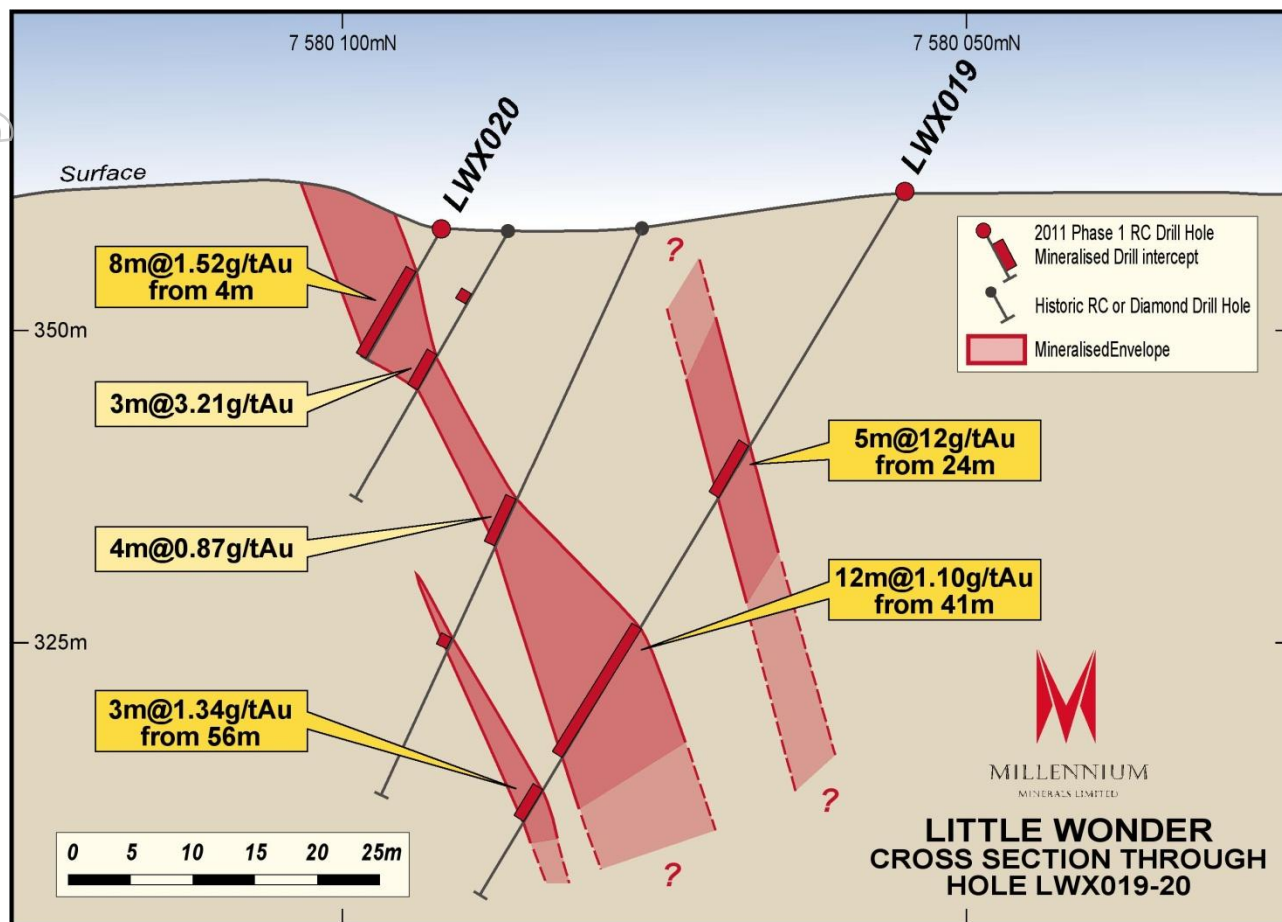 7 580 100mN
7 580 050mN
LWX020
LWX019
Surface
2011 Phase 1 RC Drill Hole
Mineralised Drill intercept
Historic RC or Diamond Drill Hole
MineralisedEnvelope
?
8m@1.52g/tAu
from 4m
350m
3m@3.21g/tAu
5m@12g/tAu
from 24m
4m@0.87g/tAu
12m@1.10g/tAu
from 41m
325m
3m@1.34g/tAu
from 56m
?
?
MILLENNIUM
MINERALS LIMITED
0 5 10 15 20 25m
LITTLE WONDER
CROSS SECTION THROUGH
HOLE LWX019-20